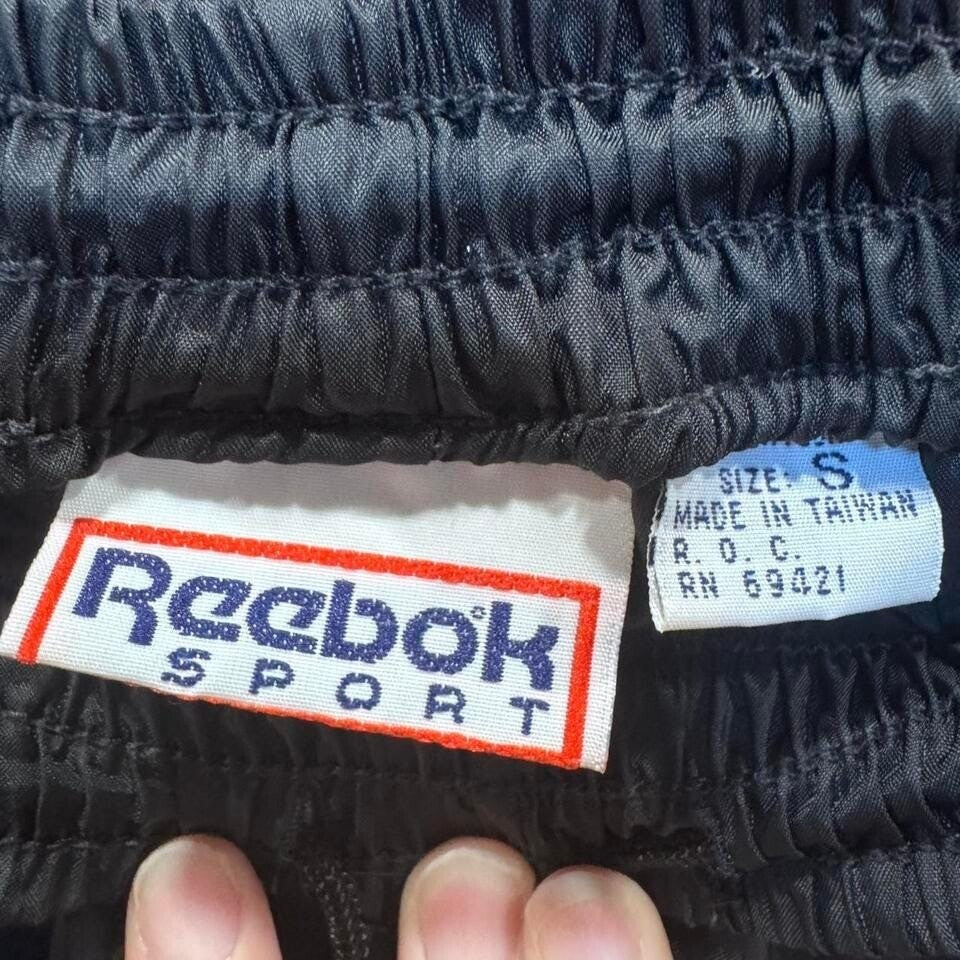 Reebok
SPORT
SIZE: S
MADE IN TAIWAN
R. O. C.
RN 69421